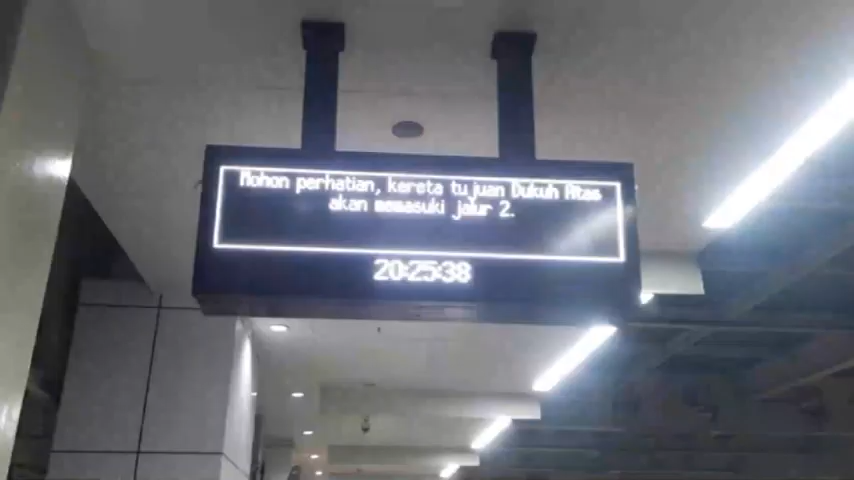 Mohon perhatian, kereta tujuan Dukuh Atas
akan memasuki jalur 2.
20:25:38